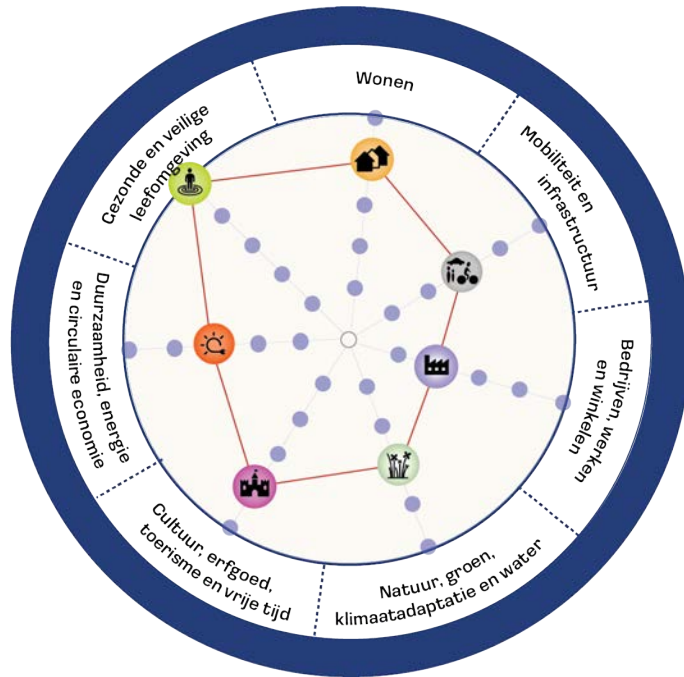 Wonen
Mobiliteit en
infrastructuur
Bedrijven, werken
en winkelen
Natuur, groen,
klimaatadaptatie en water
Cultuur, erfgoed,
toerisme en vrije tijd
Duurzaamheid, energie
en circulaire economie
Gezonde en veilige
leefomgeving